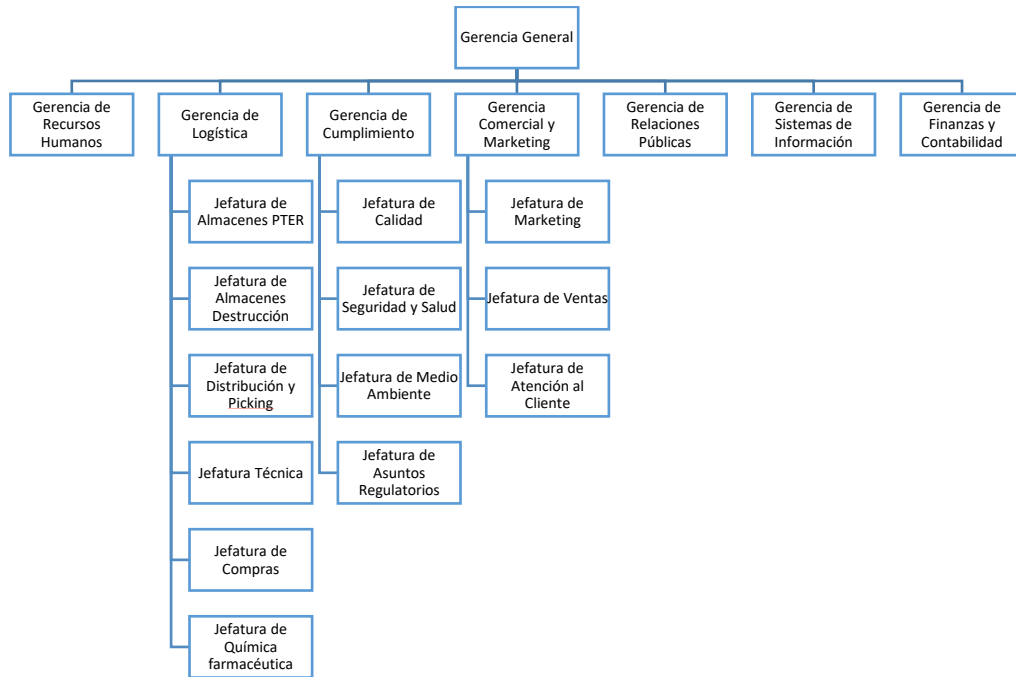 Gerencia General
Gerencia de
Recursos
Humanos
Gerencia de
Logística
Gerencia de
Cumplimiento
Gerencia
Comercial y
Marketing
Gerencia de
Relaciones
Públicas
Gerencia de
Sistemas de
Información
Gerencia de
Finanzas y
Contabilidad
Jefatura de
Almacenes PTER
Jefatura de
Almacenes
Destrucción
Jefatura de
Distribución y
Picking
Jefatura Técnica
Jefatura de
Compras
Jefatura de
Química
farmacéutica
Jefatura de
Calidad
Jefatura de
Seguridad y Salud
Jefatura de Medio
Ambiente
Jefatura de
Asuntos
Regulatorios
Jefatura de
Marketing
Jefatura de Ventas
Jefatura de
Atención al
Cliente